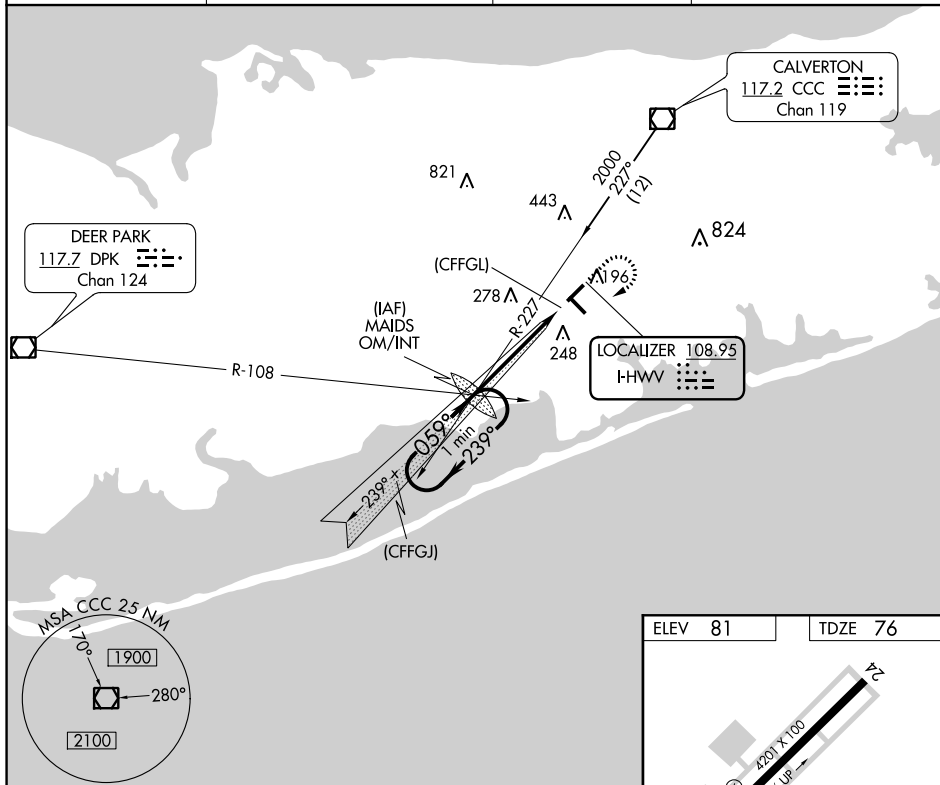 CALVERTON
117.2 CCC
Chan 119
2000
227°
(12)
821
443
824
DEER PARK
117.7 DPK
Chan 124
(CFFGL)
196
278
R-227
(IAF)
MAIDS
OM/INT
248
LOCALIZER 108.95
I-HWV
R-108
059°
1 min
239°
239°
(CFFGJ)
MSA CCC 25 NM
170°
1900
280°
2100
ELEV 81
TDZE 76
24
4201 X 100
UP